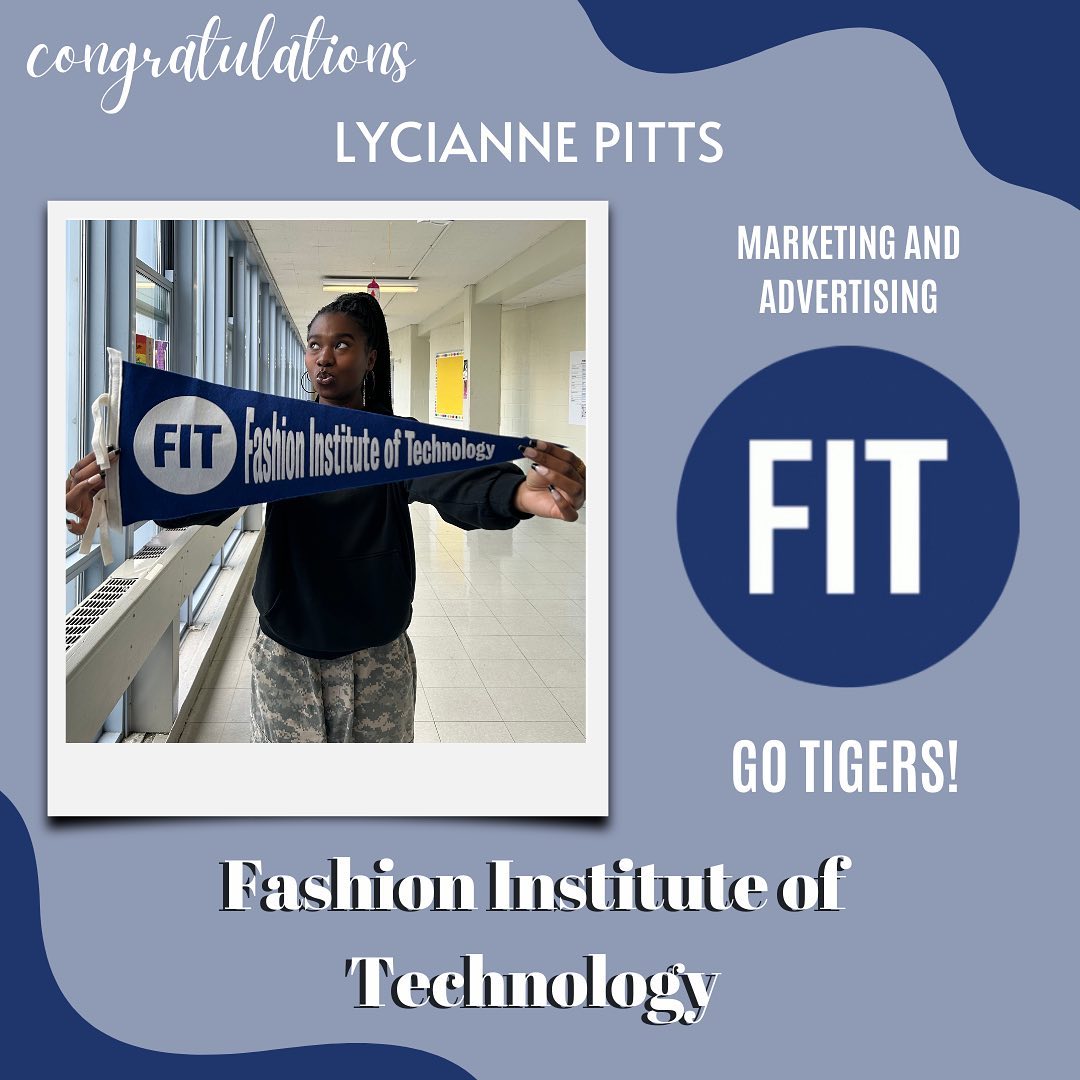 congratulations
LYCIANNE PITTS
MARKETING AND
ADVERTISING
FIT Fashion Institute of Technology
FIT
GO TIGERS!
Fashion Institute of
Technology